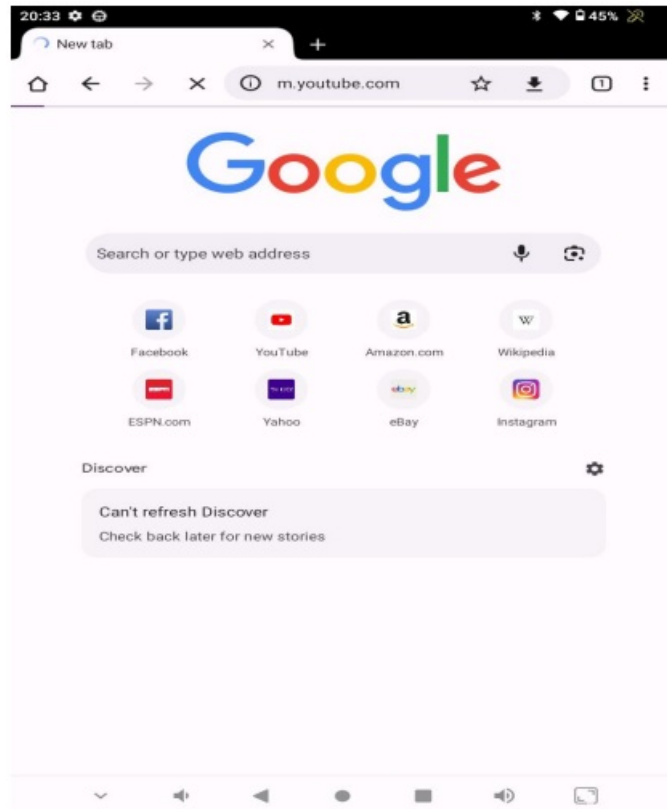 20:33 45%
New tab
m.youtube.com
1
Google
Search or type web address
a W
Facebook YouTube Amazon.com Wikipedia
ebay
ESPN.com Yahoo eBay Instagram
Discover
Can't refresh Discover
Check back later for new stories